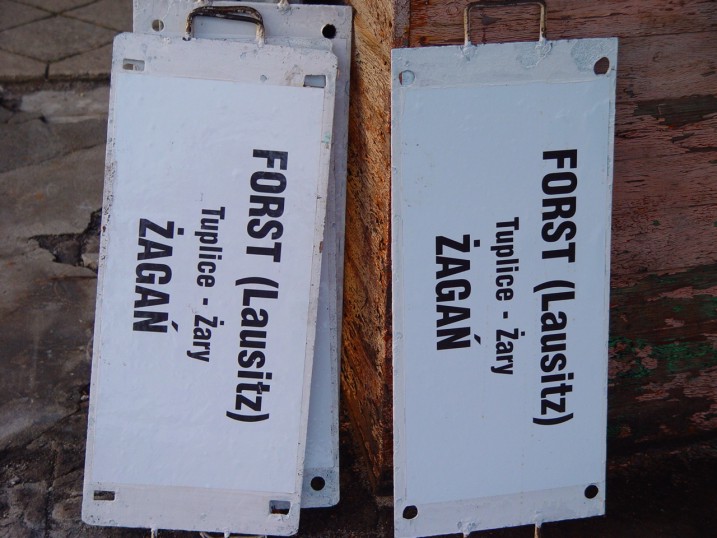 FORST (Lausitz)
Tuplice - Żary
ŻAGAŃ
FORST (Lausitz)
Tuplice - Żary
ŻAGAŃ